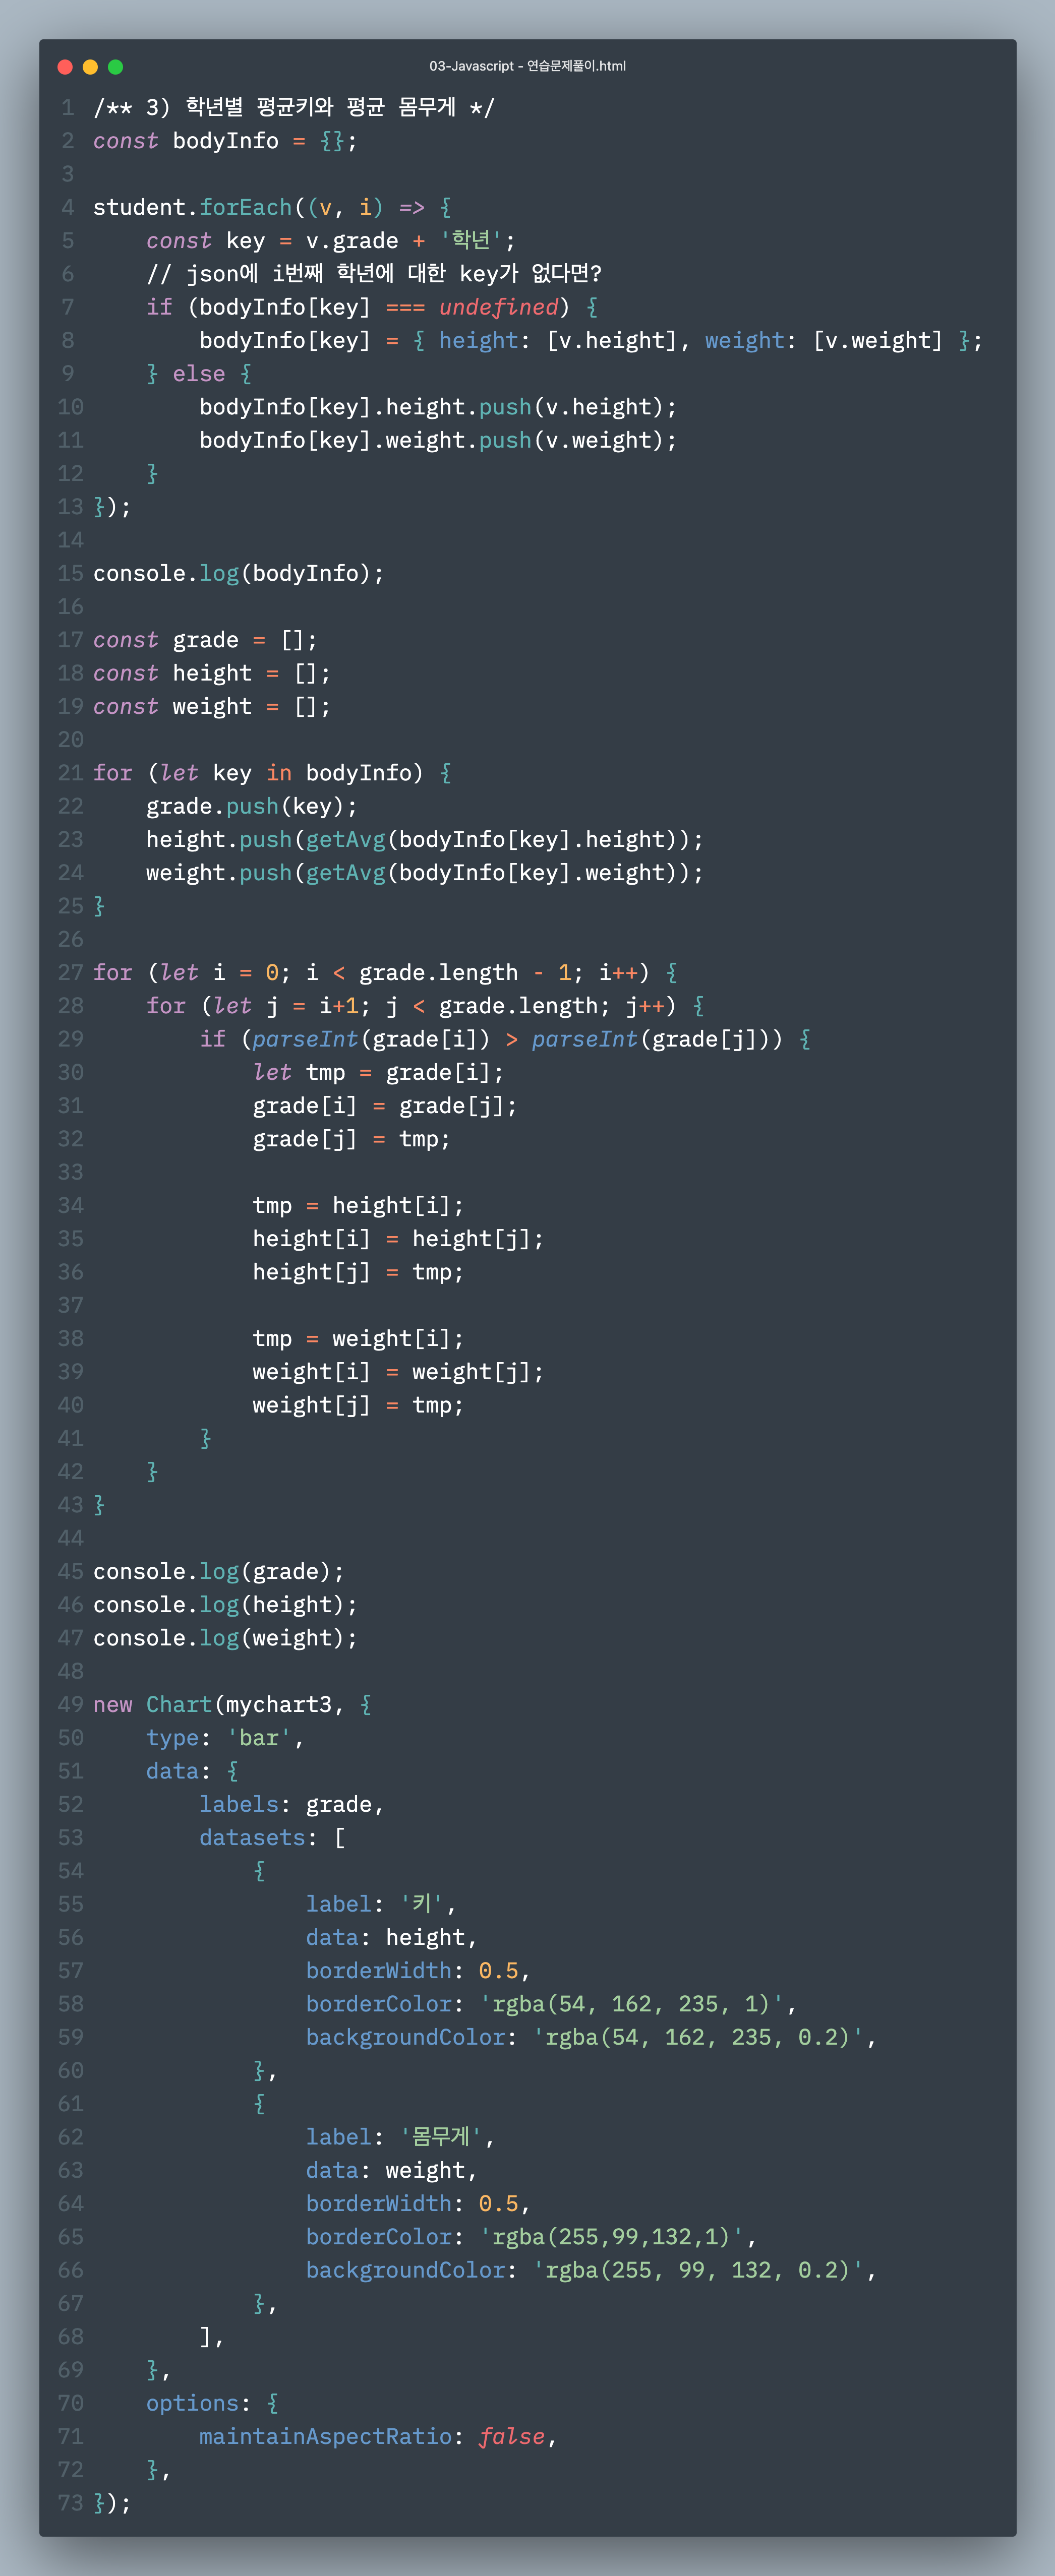 03-Javascript - 연습문제풀이.html
1 /** 3) 학년별 평균키와 평균 몸무게 */
2 const bodyInfo = {};
3
4 student.forEach((v, i) => {
5     const key = v.grade + '학년';
6     // json에 i번째 학년에 대한 key가 없다면?
7     if (bodyInfo[key] === undefined) {
8         bodyInfo[key] = { height: [v.height], weight: [v.weight] };
9     } else {
10         bodyInfo[key].height.push(v.height);
11         bodyInfo[key].weight.push(v.weight);
12     }
13 });
14
15 console.log(bodyInfo);
16
17 const grade = [];
18 const height = [];
19 const weight = [];
20
21 for (let key in bodyInfo) {
22     grade.push(key);
23     height.push(getAvg(bodyInfo[key].height));
24     weight.push(getAvg(bodyInfo[key].weight));
25 }
26
27 for (let i = 0; i < grade.length - 1; i++) {
28     for (let j = i+1; j < grade.length; j++) {
29         if (parseInt(grade[i]) > parseInt(grade[j])) {
30             let tmp = grade[i];
31             grade[i] = grade[j];
32             grade[j] = tmp;
33
34             tmp = height[i];
35             height[i] = height[j];
36             height[j] = tmp;
37
38             tmp = weight[i];
39             weight[i] = weight[j];
40             weight[j] = tmp;
41         }
42     }
43 }
44
45 console.log(grade);
46 console.log(height);
47 console.log(weight);
48
49 new Chart(mychart3, {
50     type: 'bar',
51     data: {
52         labels: grade,
53         datasets: [
54             {
55                 label: '키',
56                 data: height,
57                 borderWidth: 0.5,
58                 borderColor: 'rgba(54, 162, 235, 1)',
59                 backgroundColor: 'rgba(54, 162, 235, 0.2)',
60             },
61             {
62                 label: '몸무게',
63                 data: weight,
64                 borderWidth: 0.5,
65                 borderColor: 'rgba(255,99,132,1)',
66                 backgroundColor: 'rgba(255, 99, 132, 0.2)',
67             },
68         ],
69     },
70     options: {
71         maintainAspectRatio: false,
72     },
73 });